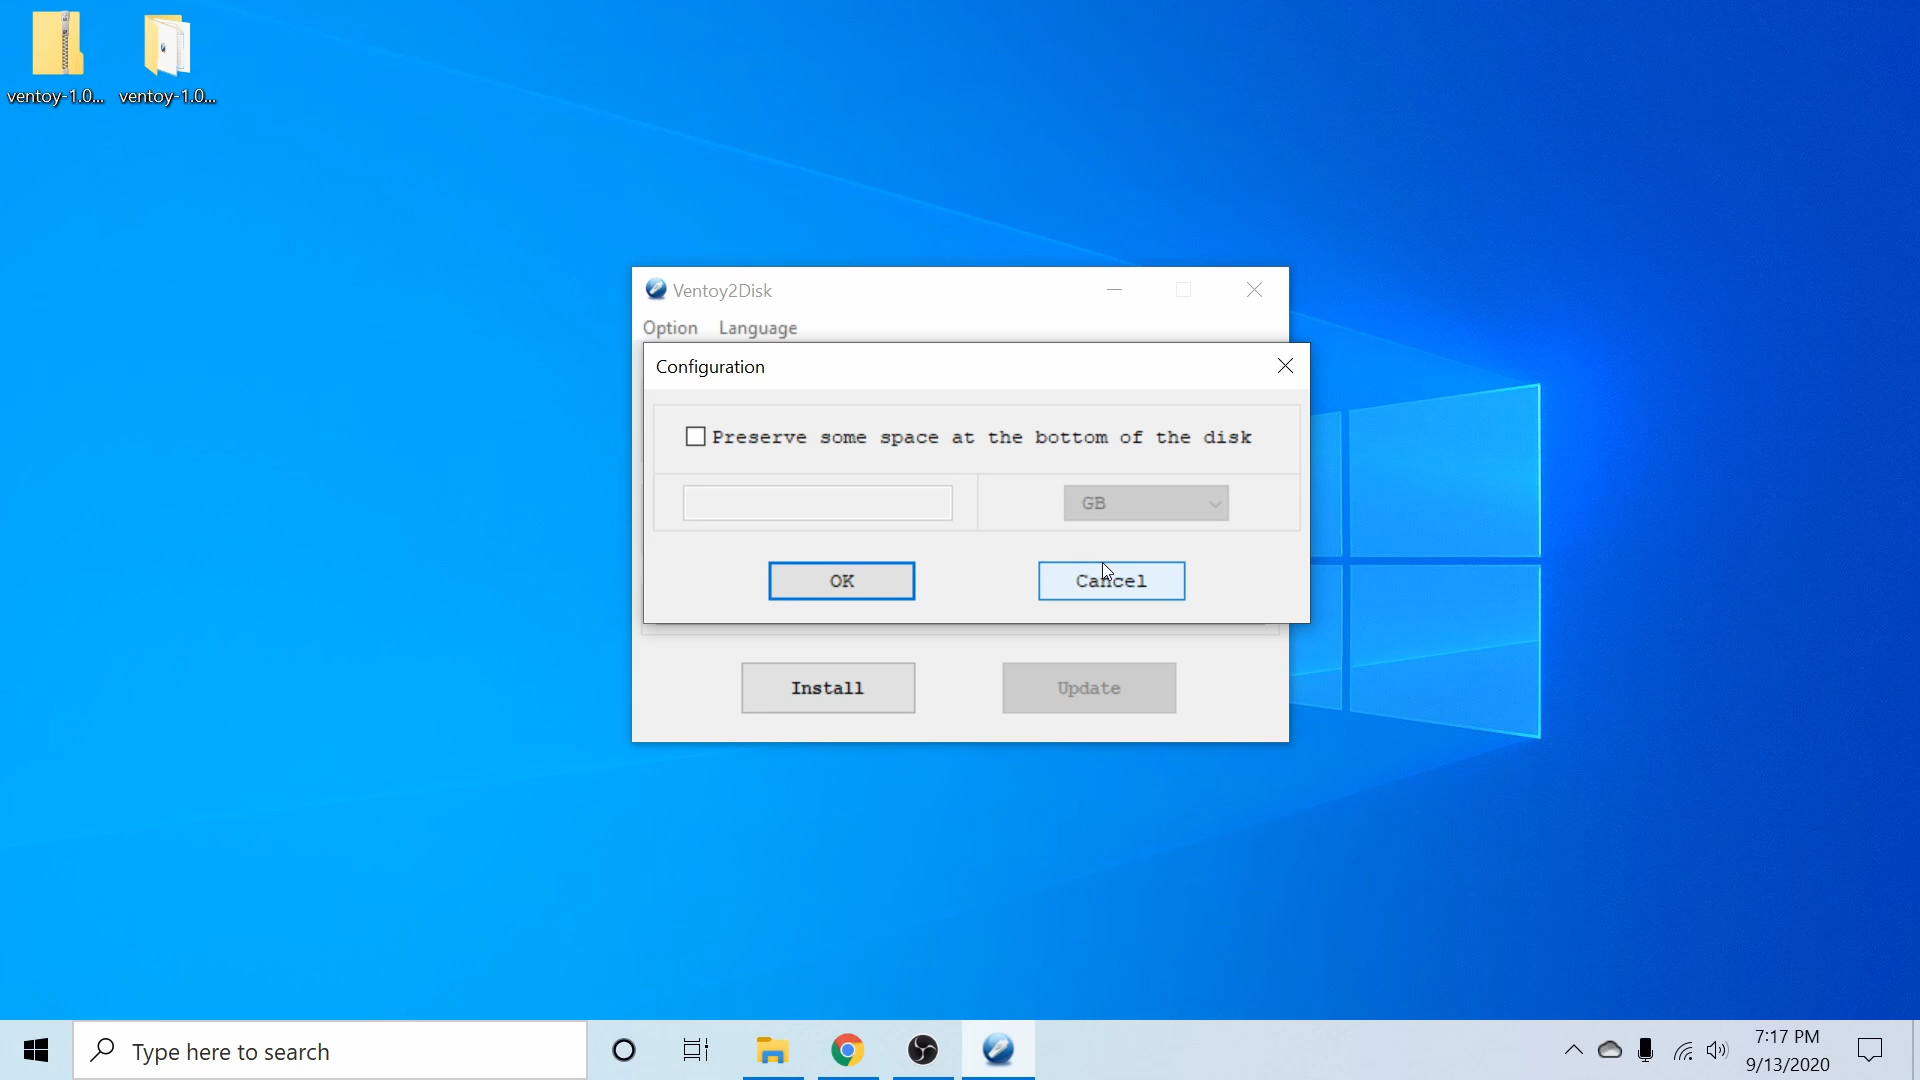 ventoy-1.0... ventoy-1.0...
Ventoy2Disk
Option Language
Configuration
Preserve some space at the bottom of the disk
GB
OK Cancel
Install Update
Type here to search
7:17 PM
9/13/2020